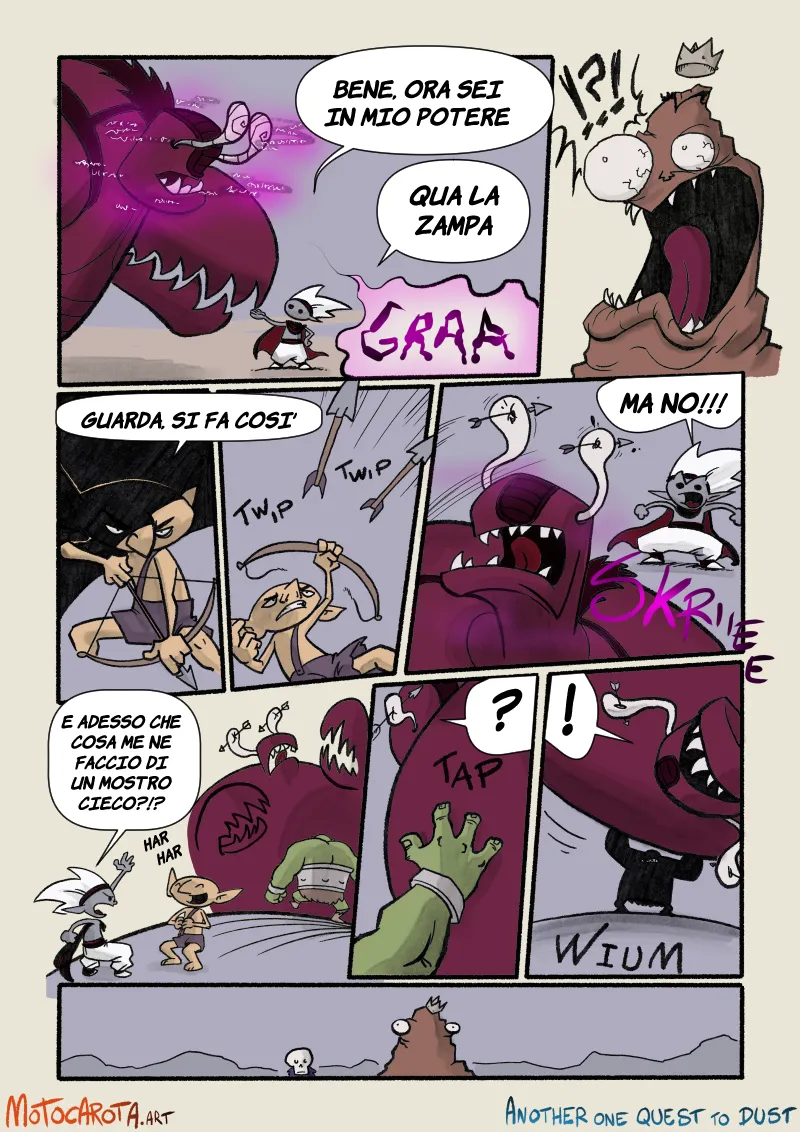 BENE, ORA SEI
IN MIO POTERE
!?!!
QUA LA
ZAMPA
GRAA
GUARDA, SI FA COSI'
TWIP
TWIP
MA NO!!!
SKRIIEE
E ADESSO CHE
COSA ME NE
FACCIO DI
UN MOSTRO
CIECO?!?
HAR
HAR
?
TAP
!
WIUM
MOTOCAROTA.ART
ANOTHER ONE QUEST TO DUST